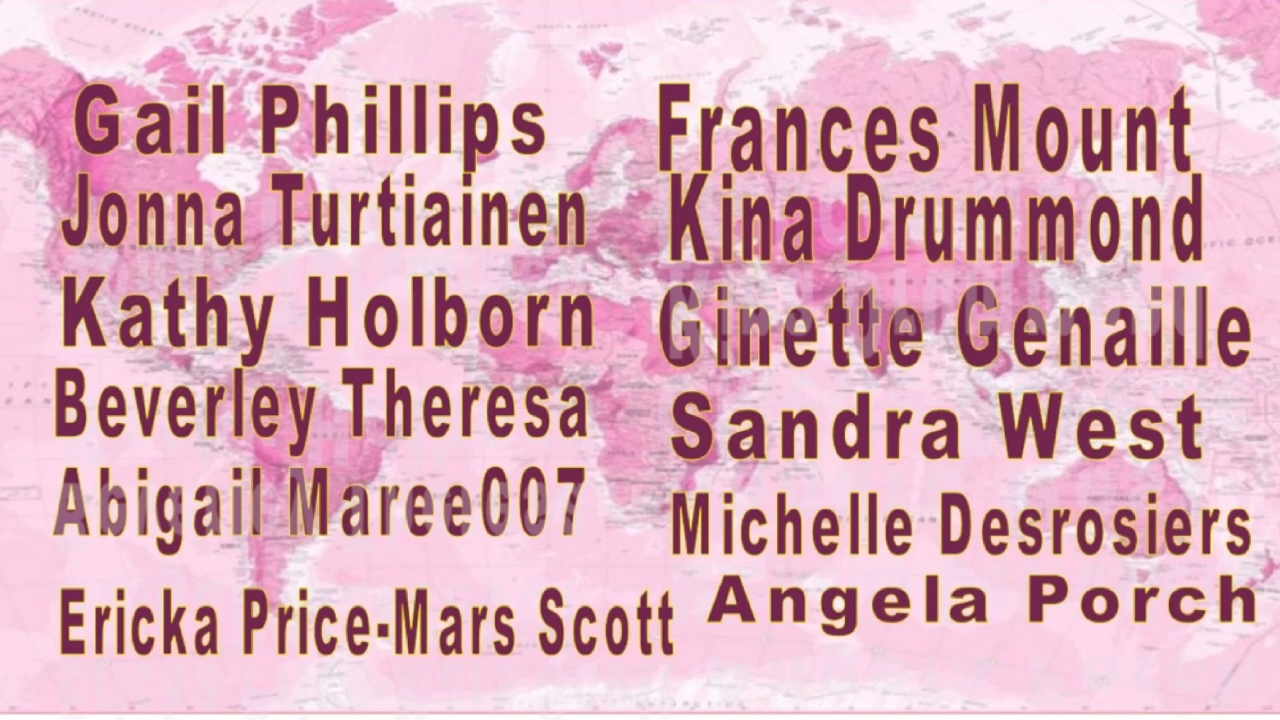 Gail Phillips
Jonna Turtiainen
Kathy Holborn
Beverley Theresa
Abigail Maree007
Ericka Price-Mars Scott
Frances Mount
Kina Drummond
Ginette Genaille
Sandra West
Michelle Desrosiers
Angela Porch